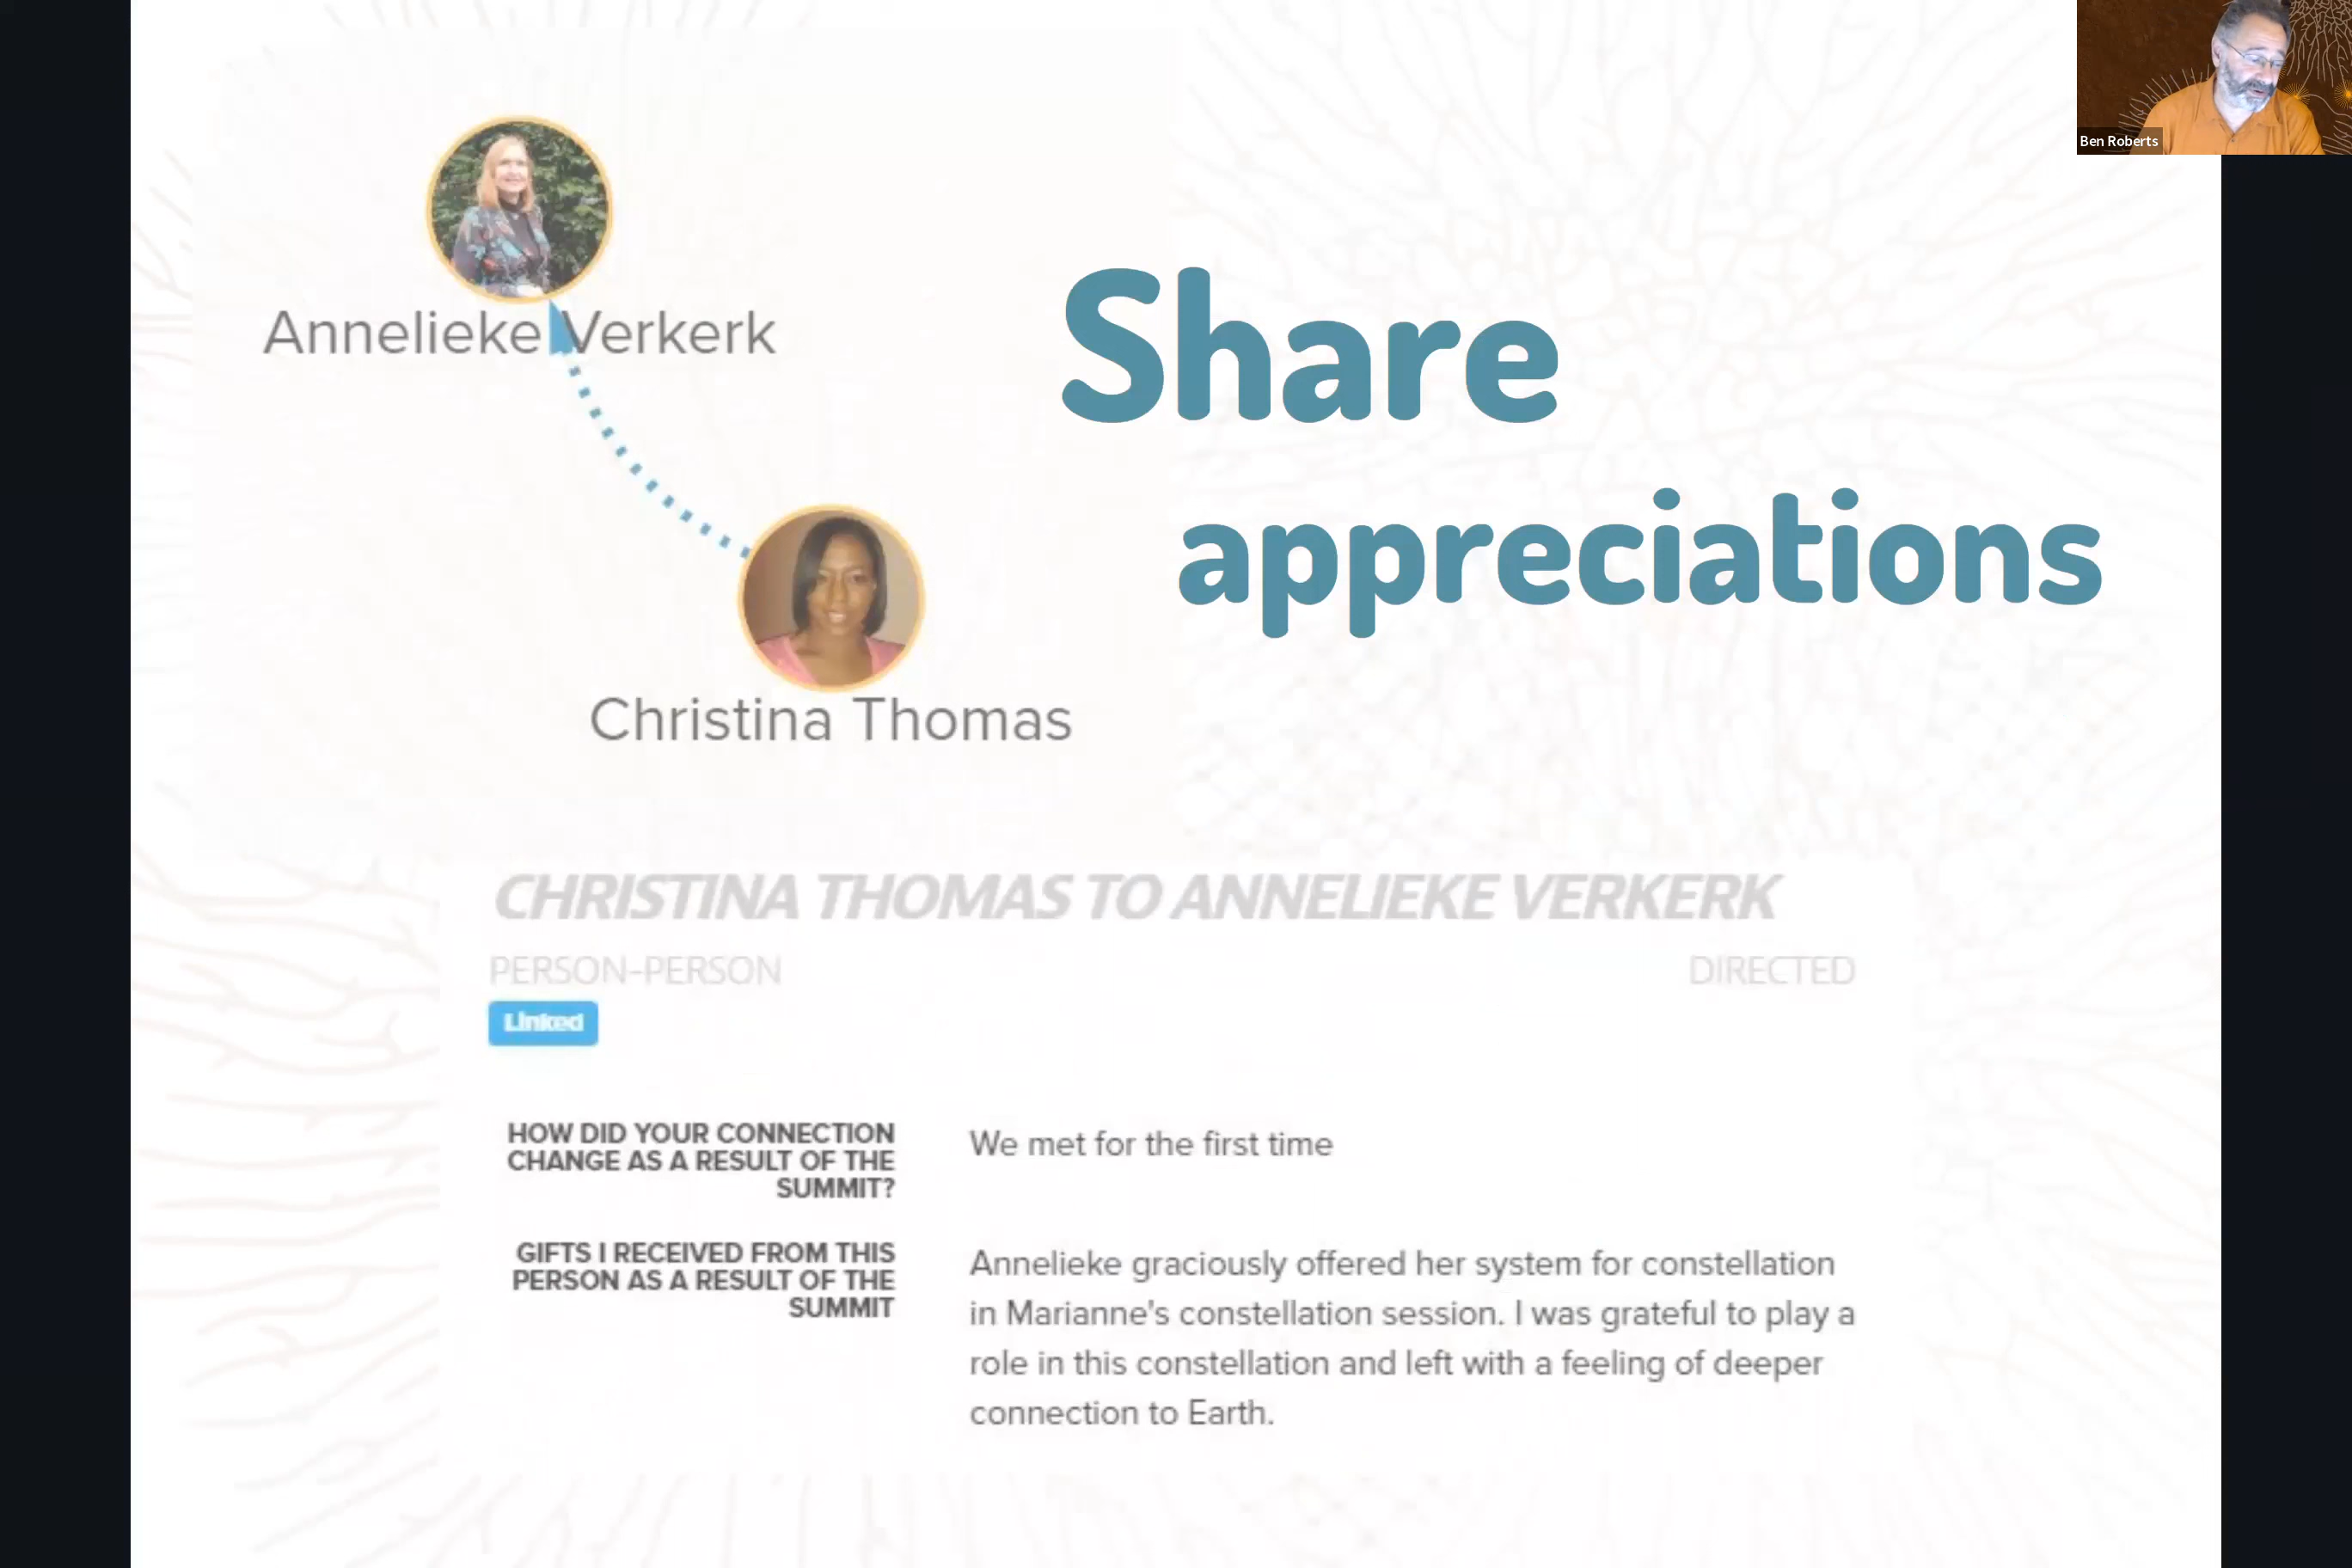 Ben Roberts
Annelieke Verkerk
Share
appreciations
Christina Thomas
CHRISTINA THOMAS TO ANNELIEKE VERKERK
PERSON-PERSON
DIRECTED
Linked
HOW DID YOUR CONNECTION
CHANGE AS A RESULT OF THE
SUMMIT?
We met for the first time
GIFTS I RECEIVED FROM THIS
PERSON AS A RESULT OF THE
SUMMIT
Annelieke graciously offered her system for constellation
in Marianne's constellation session. I was grateful to play a
role in this constellation and left with a feeling of deeper
connection to Earth.